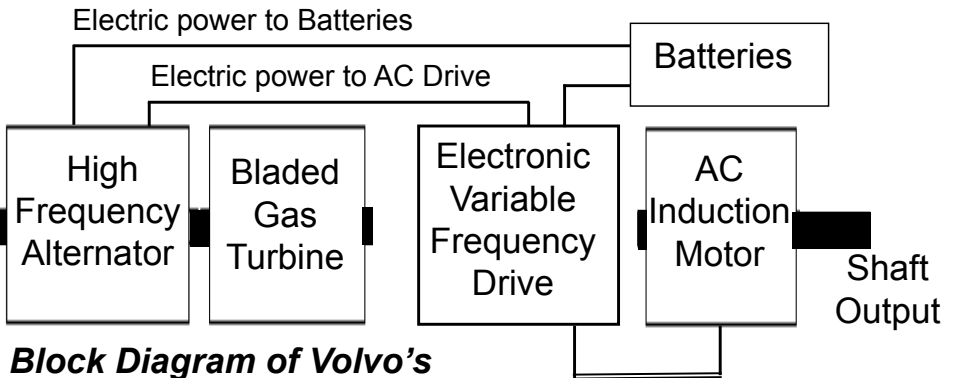 Electric power to Batteries
Electric power to AC Drive
Batteries
High
Frequency
Alternator
Bladed
Gas
Turbine
Electronic
Variable
Frequency
Drive
AC
Induction
Motor
Shaft
Output
Block Diagram of Volvo's